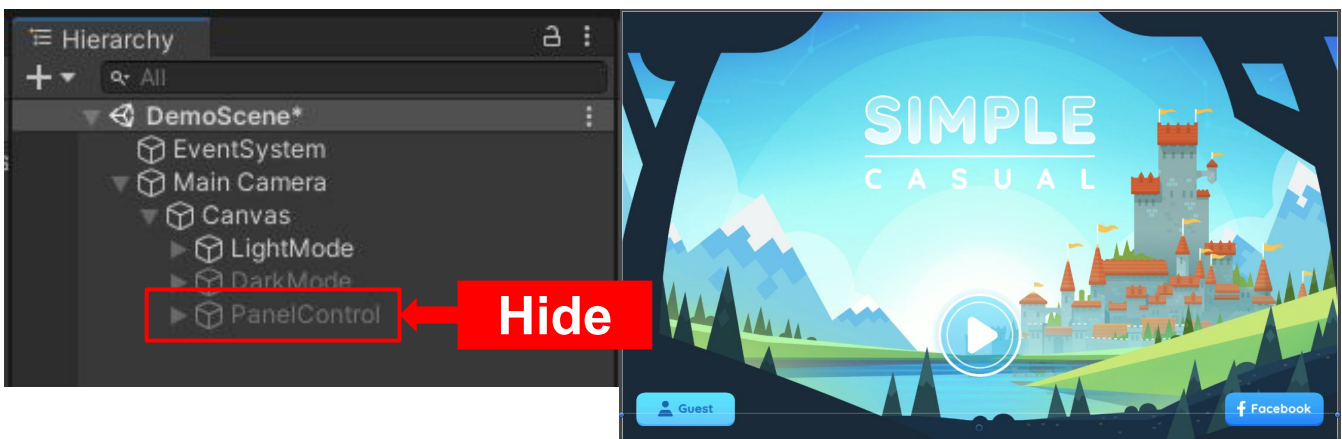 Hierarchy
All
DemoScene*
EventSystem
Main Camera
Canvas
LightMode
DarkMode
PanelControl
Hide
SIMPLE
CASUAL
Guest
Facebook